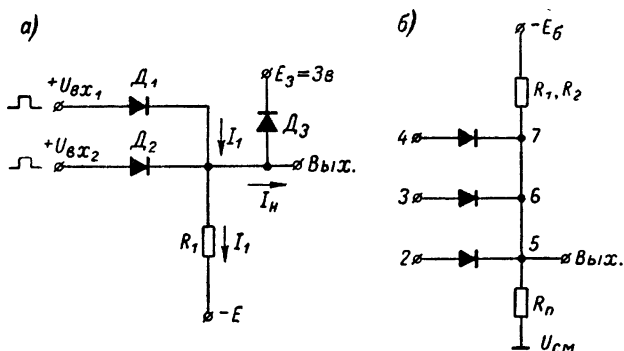 а)
+Uвх1
Д1
+Uвх2
Д2
I1
E3=3в
Д3
Вых.
Iн
R1
I1
-E
б)
-Eб
R1, R2
4
7
3
6
2
5
Вых.
Rп
Uсм